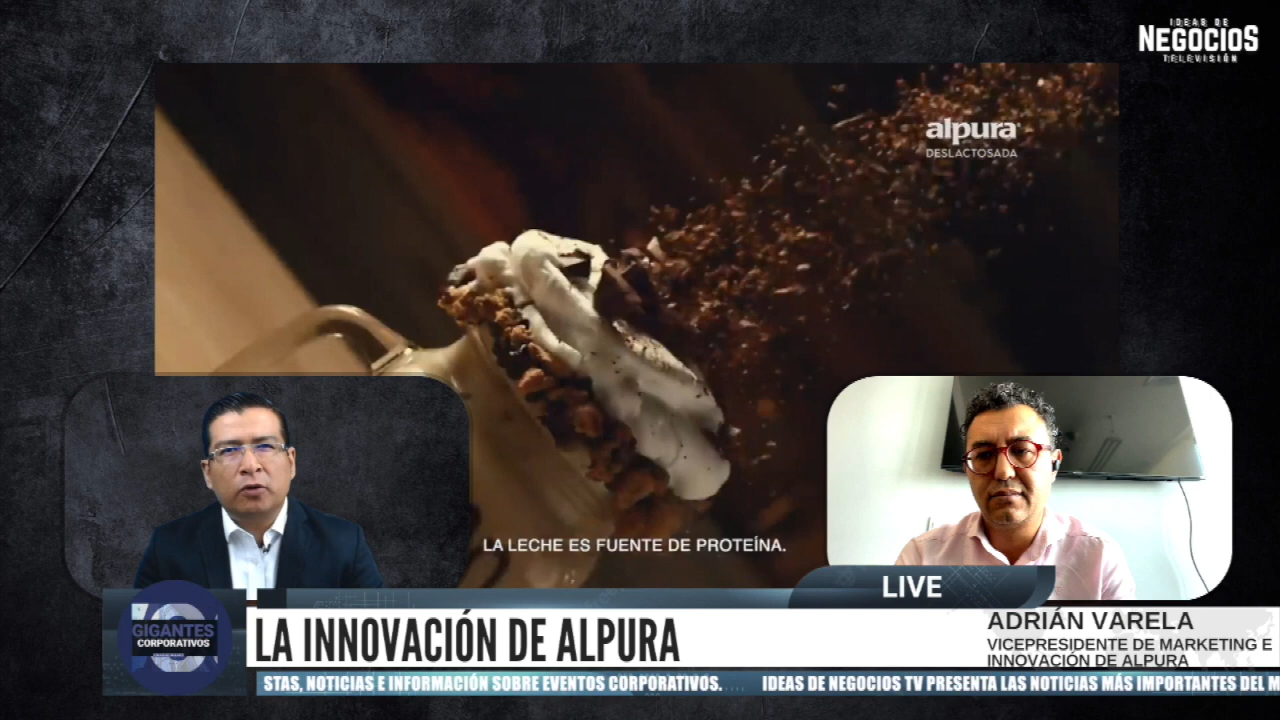 IDEAS DE
NEGOCIOS
TELEVISIÓN
alpura
DESLACTOSADA
LA LECHE ES FUENTE DE PROTEÍNA.
LIVE
GIGANTES
CORPORATIVOS
LA INNOVACIÓN DE ALPURA
ADRIÁN VARELA
VICEPRESIDENTE DE MARKETING E
INNOVACIÓN DE ALPURA
STAS, NOTICIAS E INFORMACIÓN SOBRE EVENTOS CORPORATIVOS. IDEAS DE NEGOCIOS TV PRESENTA LAS NOTICIAS MÁS IMPORTANTES DEL M